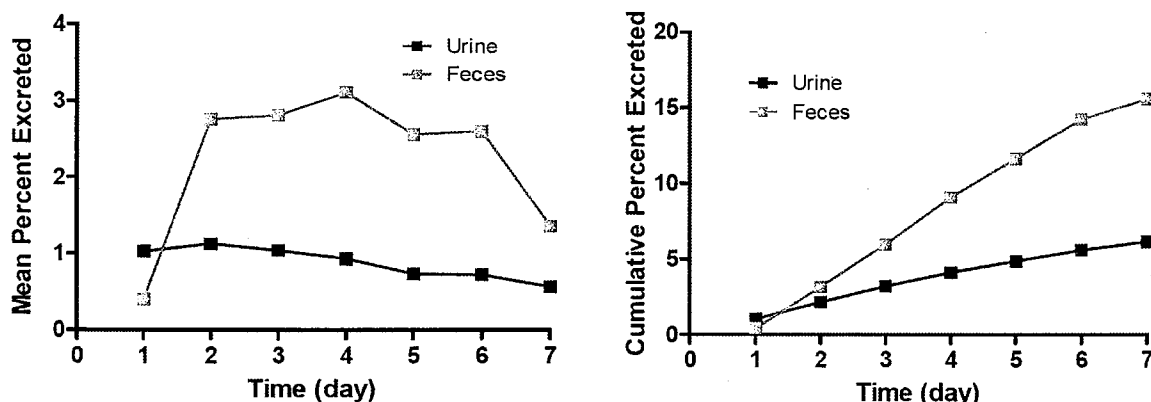 Mean Percent Excreted
4
3
2
1
0
Urine
Feces
0 1 2 3 4 5 6 7
Time (day)
Cumulative Percent Excreted
20
15
10
5
0
Urine
Feces
0 1 2 3 4 5 6 7
Time (day)